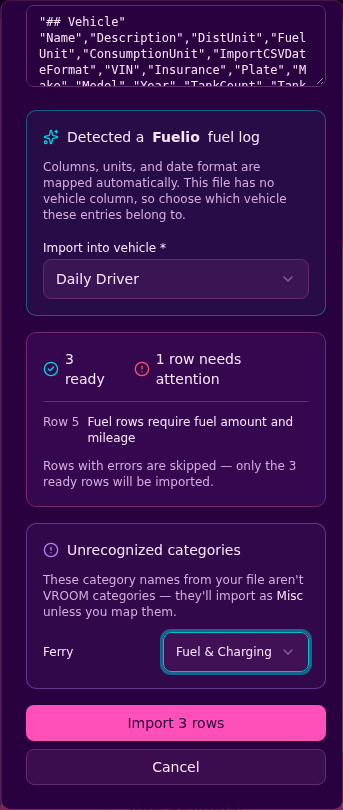 "## Vehicle"
"Name","Description","DistUnit","Fuel
Unit","ConsumptionUnit","ImportCSVDat
eFormat","VIN","Insurance","Plate","M
ake","Model","Year","TankCount","Tank
Detected a Fuelio fuel log
Columns, units, and date format are
mapped automatically. This file has no
vehicle column, so choose which vehicle
these entries belong to.
Import into vehicle *
Daily Driver
3
ready
1 row needs
attention
Row 5 Fuel rows require fuel amount and
mileage
Rows with errors are skipped — only the 3
ready rows will be imported.
Unrecognized categories
These category names from your file aren't
VROOM categories — they'll import as Misc
unless you map them.
Ferry
Fuel & Charging
Import 3 rows
Cancel